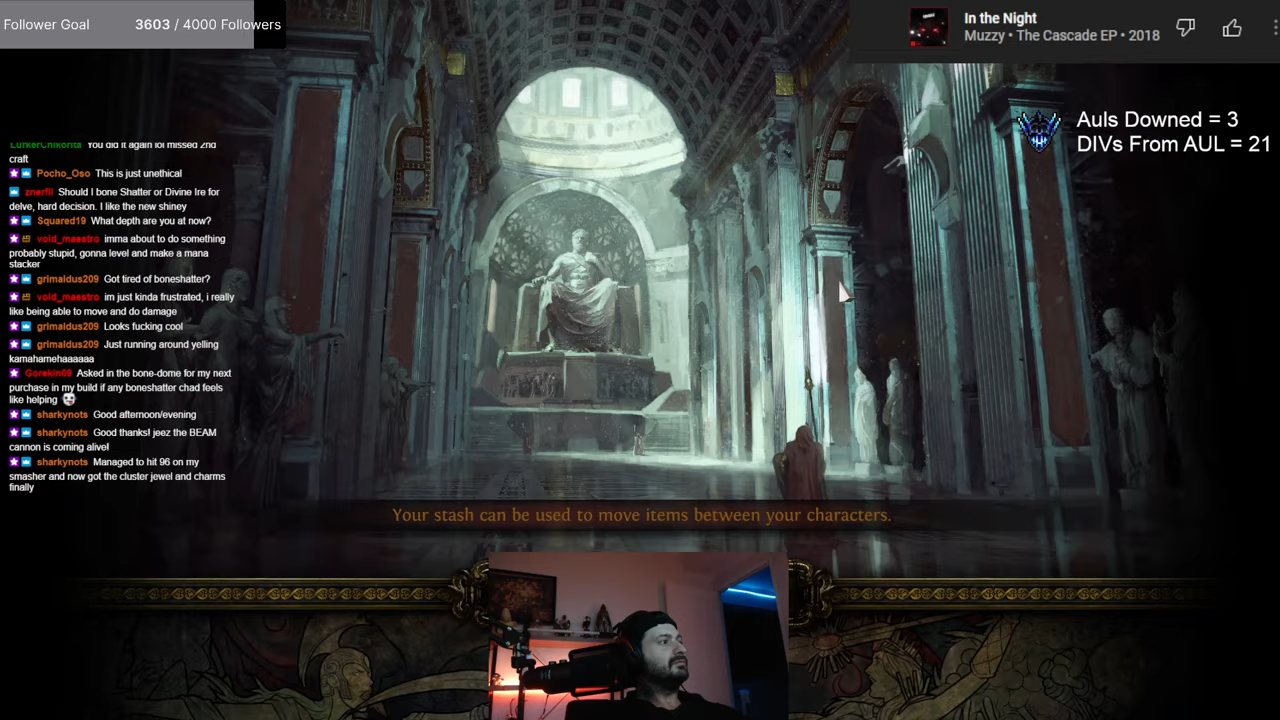 Follower Goal 3603 / 4000 Followers
In the Night
Muzzy • The Cascade EP • 2018
Auls Downed = 3
DIVs From AUL = 21
LurkerChikorita You did it again lol missed 2nd
craft
Pocho_Oso This is just unethical
znerfil Should I bone Shatter or Divine Ire for
delve, hard decision. I like the new shiney
Squared19 What depth are you at now?
void_maestro imma about to do something
probably stupid, gonna level and make a mana
stacker
grimaldus209 Got tired of boneshatter?
void_maestro im just kinda frustrated, i really
like being able to move and do damage
grimaldus209 Looks fucking cool
grimaldus209 Just running around yelling
kamahamehaaaaaa
Gorekin09 Asked in the bone-dome for my next
purchase in my build if any boneshatter chad feels
like helping
sharkynots Good afternoon/evening
sharkynots Good thanks! jeez the BEAM
cannon is coming alive!
sharkynots Managed to hit 96 on my
smasher and now got the cluster jewel and charms
finally
Your stash can be used to move items between your characters.